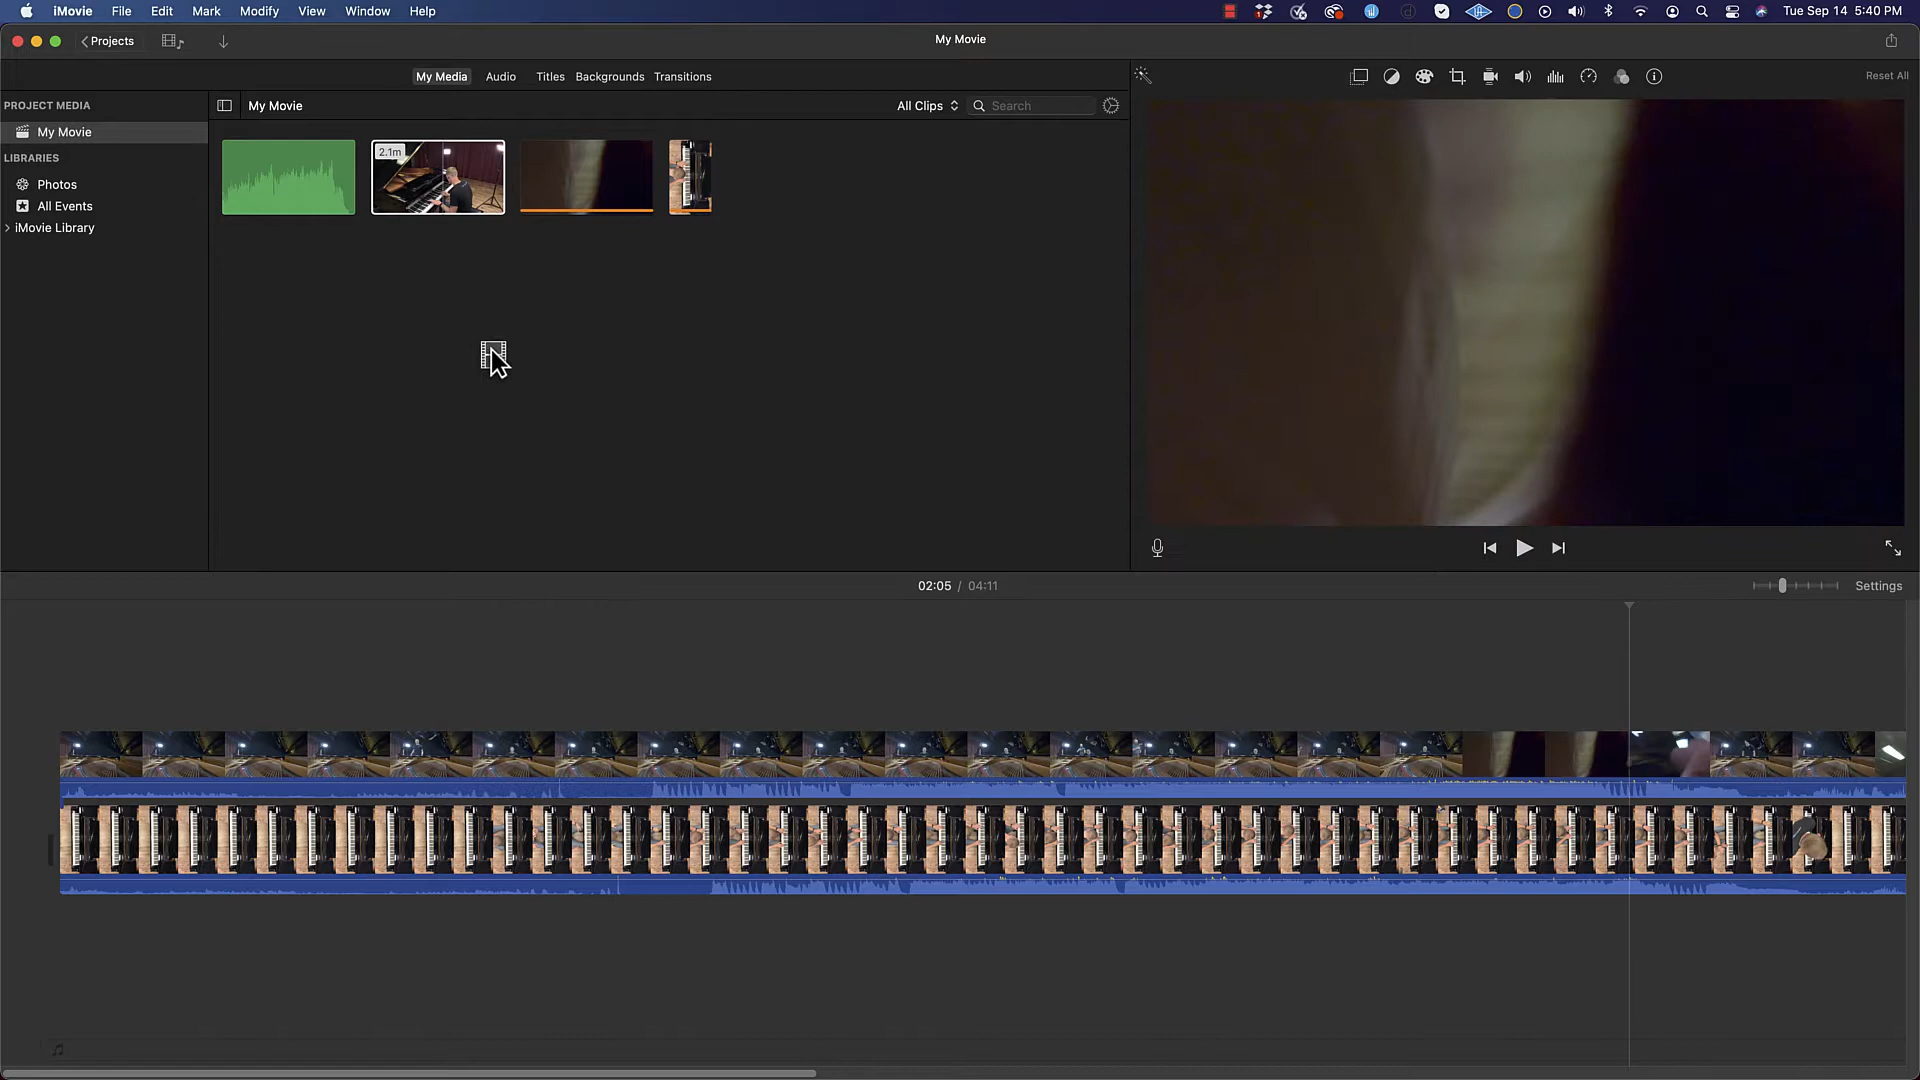 iMovie File Edit Mark Modify View Window Help Tue Sep 14 5:40 PM
Projects My Movie
My Media Audio Titles Backgrounds Transitions Reset All
PROJECT MEDIA My Movie All Clips Search
My Movie
LIBRARIES
2.1m
Photos
All Events
iMovie Library
02:05 / 04:11 Settings